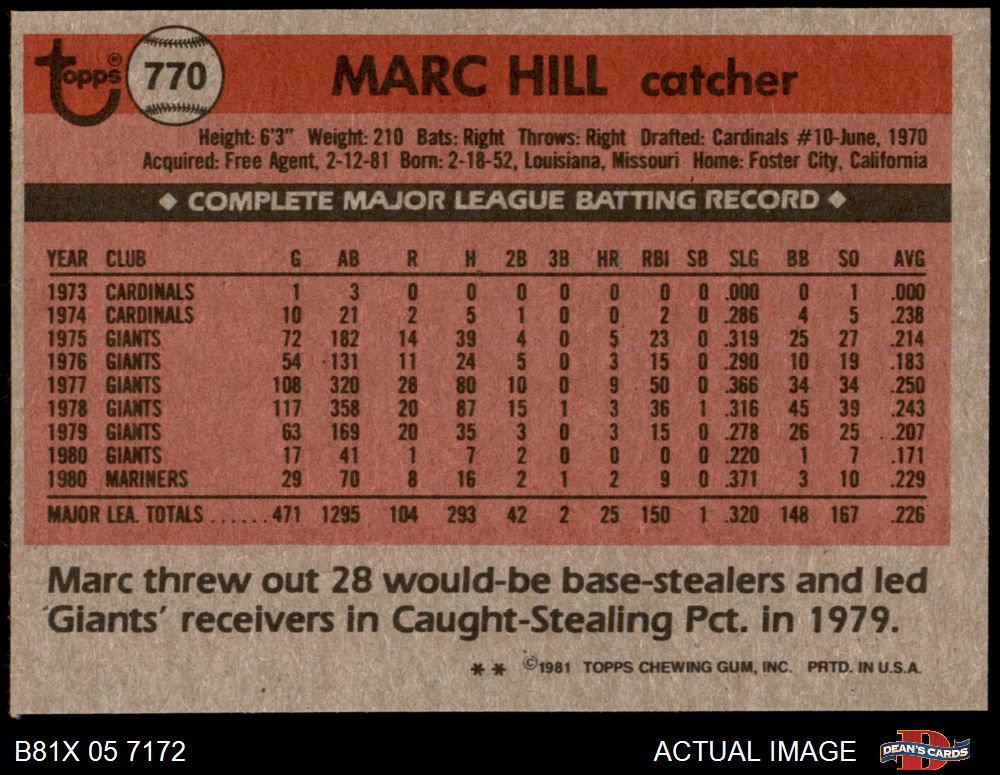 Topps® 770 MARC HILL catcher
Height: 6'3" Weight: 210 Bats: Right Throws: Right Drafted: Cardinals #10-June, 1970
Acquired: Free Agent, 2-12-81 Born: 2-18-52, Louisiana, Missouri Home: Foster City, California
◆ COMPLETE MAJOR LEAGUE BATTING RECORD ◆
YEAR CLUB G AB R H 2B 3B HR RBI SB SLG BB SO AVG
1973 CARDINALS 1 3 0 0 0 0 0 0 0 .000 0 1 .000
1974 CARDINALS 10 21 2 5 1 0 0 2 0 .286 4 5 .238
1975 GIANTS 72 182 14 39 4 0 5 23 0 .319 25 27 .214
1976 GIANTS 54 131 11 24 5 0 3 15 0 .290 10 19 .183
1977 GIANTS 108 320 28 80 10 0 9 50 0 .366 34 34 .250
1978 GIANTS 117 358 20 87 15 1 3 36 1 .316 45 39 .243
1979 GIANTS 63 169 20 35 3 0 3 15 0 .278 26 25 .207
1980 GIANTS 17 41 1 7 2 0 0 0 0 .220 1 7 .171
1980 MARINERS 29 70 8 16 2 1 2 9 0 .371 3 10 .229
MAJOR LEA. TOTALS ...... 471 1295 104 293 42 2 25 150 1 .320 148 167 .226
Marc threw out 28 would-be base-stealers and led
Giants' receivers in Caught-Stealing Pct. in 1979.
** ©1981 TOPPS CHEWING GUM, INC. PRTD. IN U.S.A.
B81X 05 7172 ACTUAL IMAGE DEAN'S CARDS